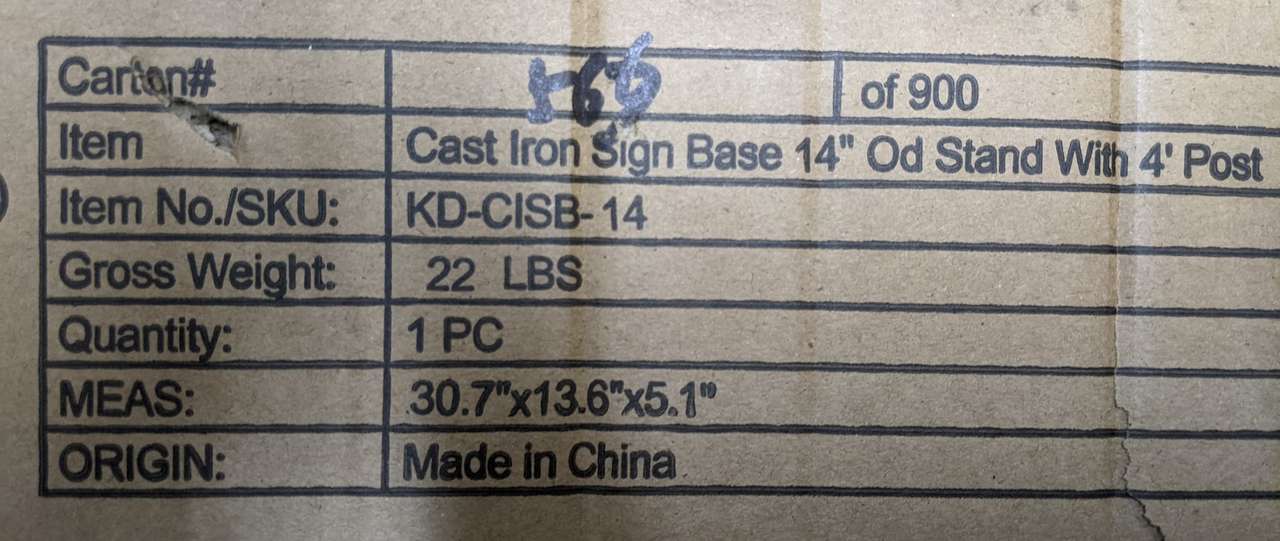 Carton# of 900
Item Cast Iron Sign Base 14" Od Stand With 4' Post
Item No./SKU: KD-CISB-14
Gross Weight: 22 LBS
Quantity: 1 PC
MEAS: 30.7"x13.6"x5.1"
ORIGIN: Made in China